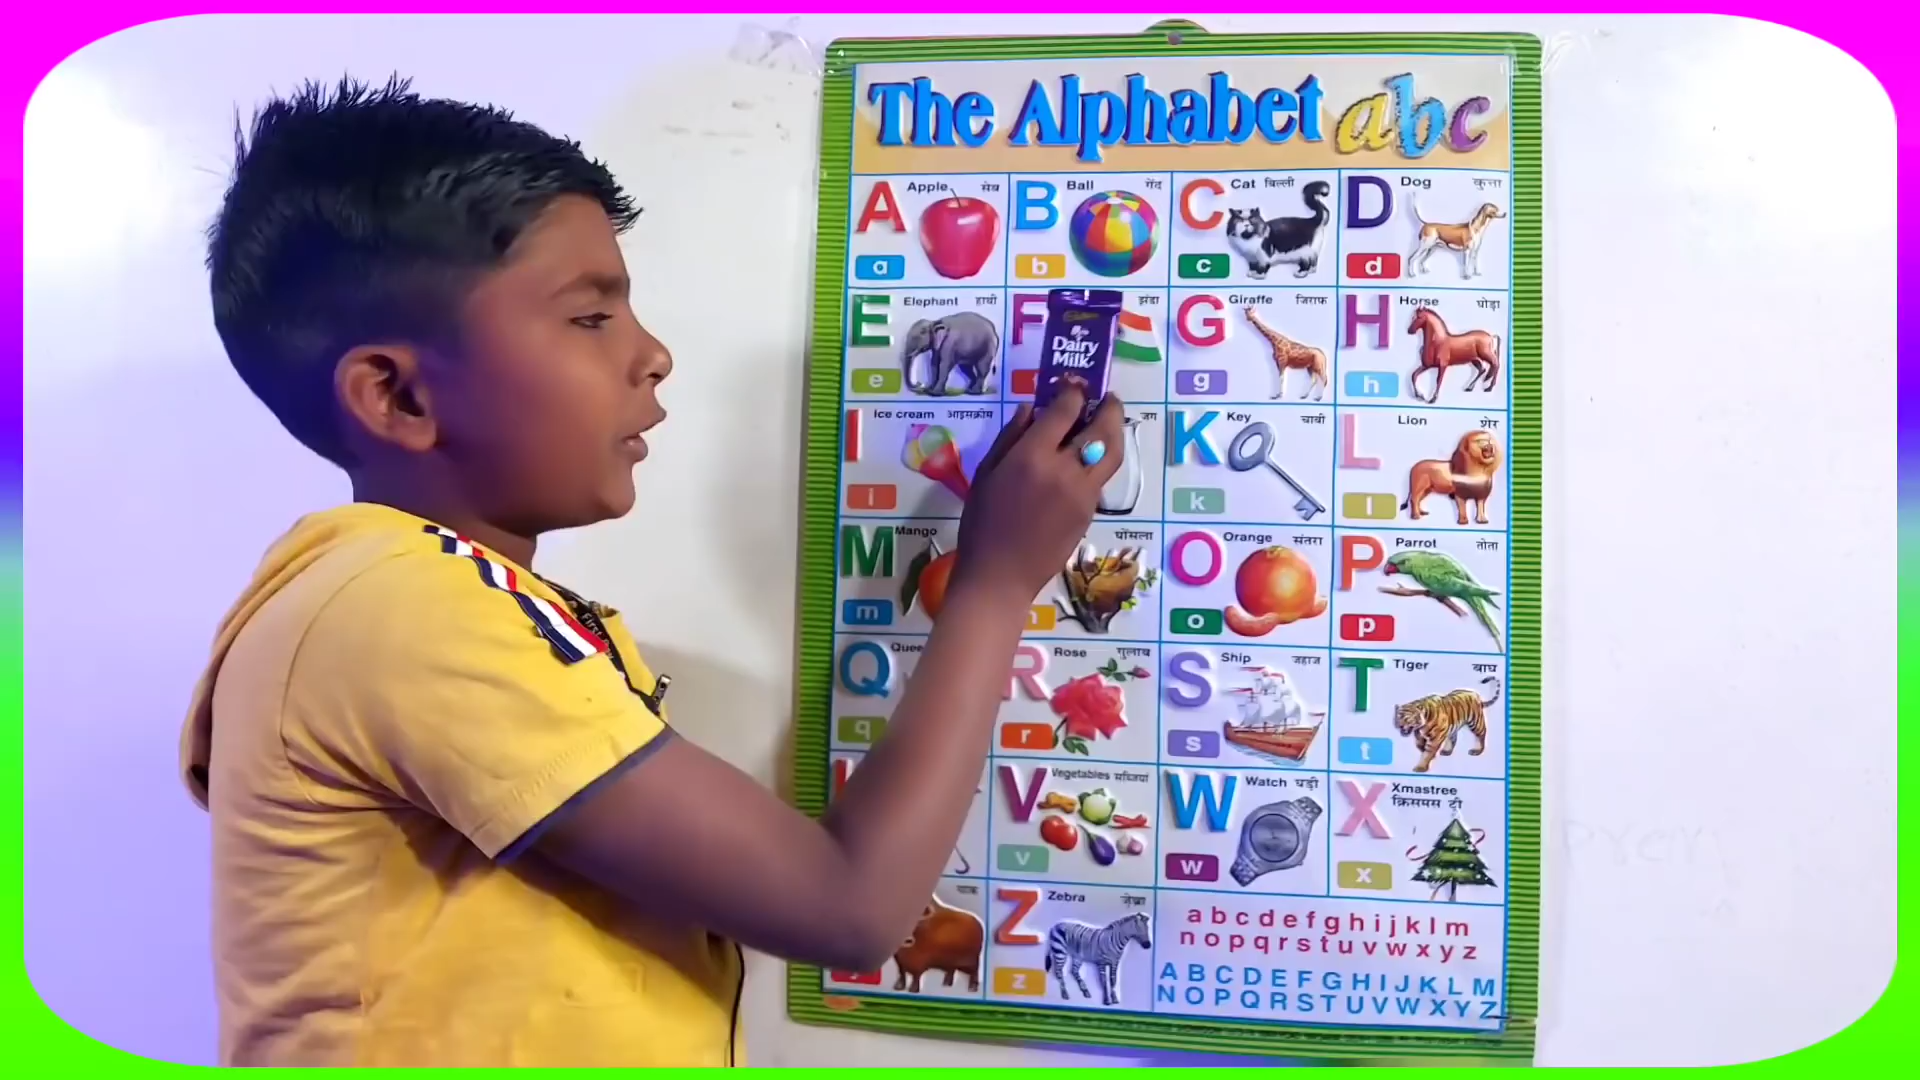 The Alphabet abc
A Apple सेब
a
B Ball गेंद
b
C Cat बिल्ली
c
D Dog कुत्ता
d
E Elephant हाथी
e
F झंडा
Dairy
Milk
G Giraffe जिराफ
g
H Horse घोड़ा
h
I Ice cream आइसक्रीम
i
जग
K Key चाबी
k
L Lion शेर
l
M Mango
m
घोंसला
O Orange संतरा
o
P Parrot तोता
p
Q
q
R Rose गुलाब
r
S Ship जहाज
s
T Tiger बाघ
t
V Vegetables सब्जियां
v
W Watch घड़ी
w
X Xmastree
क्रिसमस ट्री
x
याक
Z Zebra ज़ेब्रा
z
a b c d e f g h i j k l m
n o p q r s t u v w x y z
A B C D E F G H I J K L M
N O P Q R S T U V W X Y Z